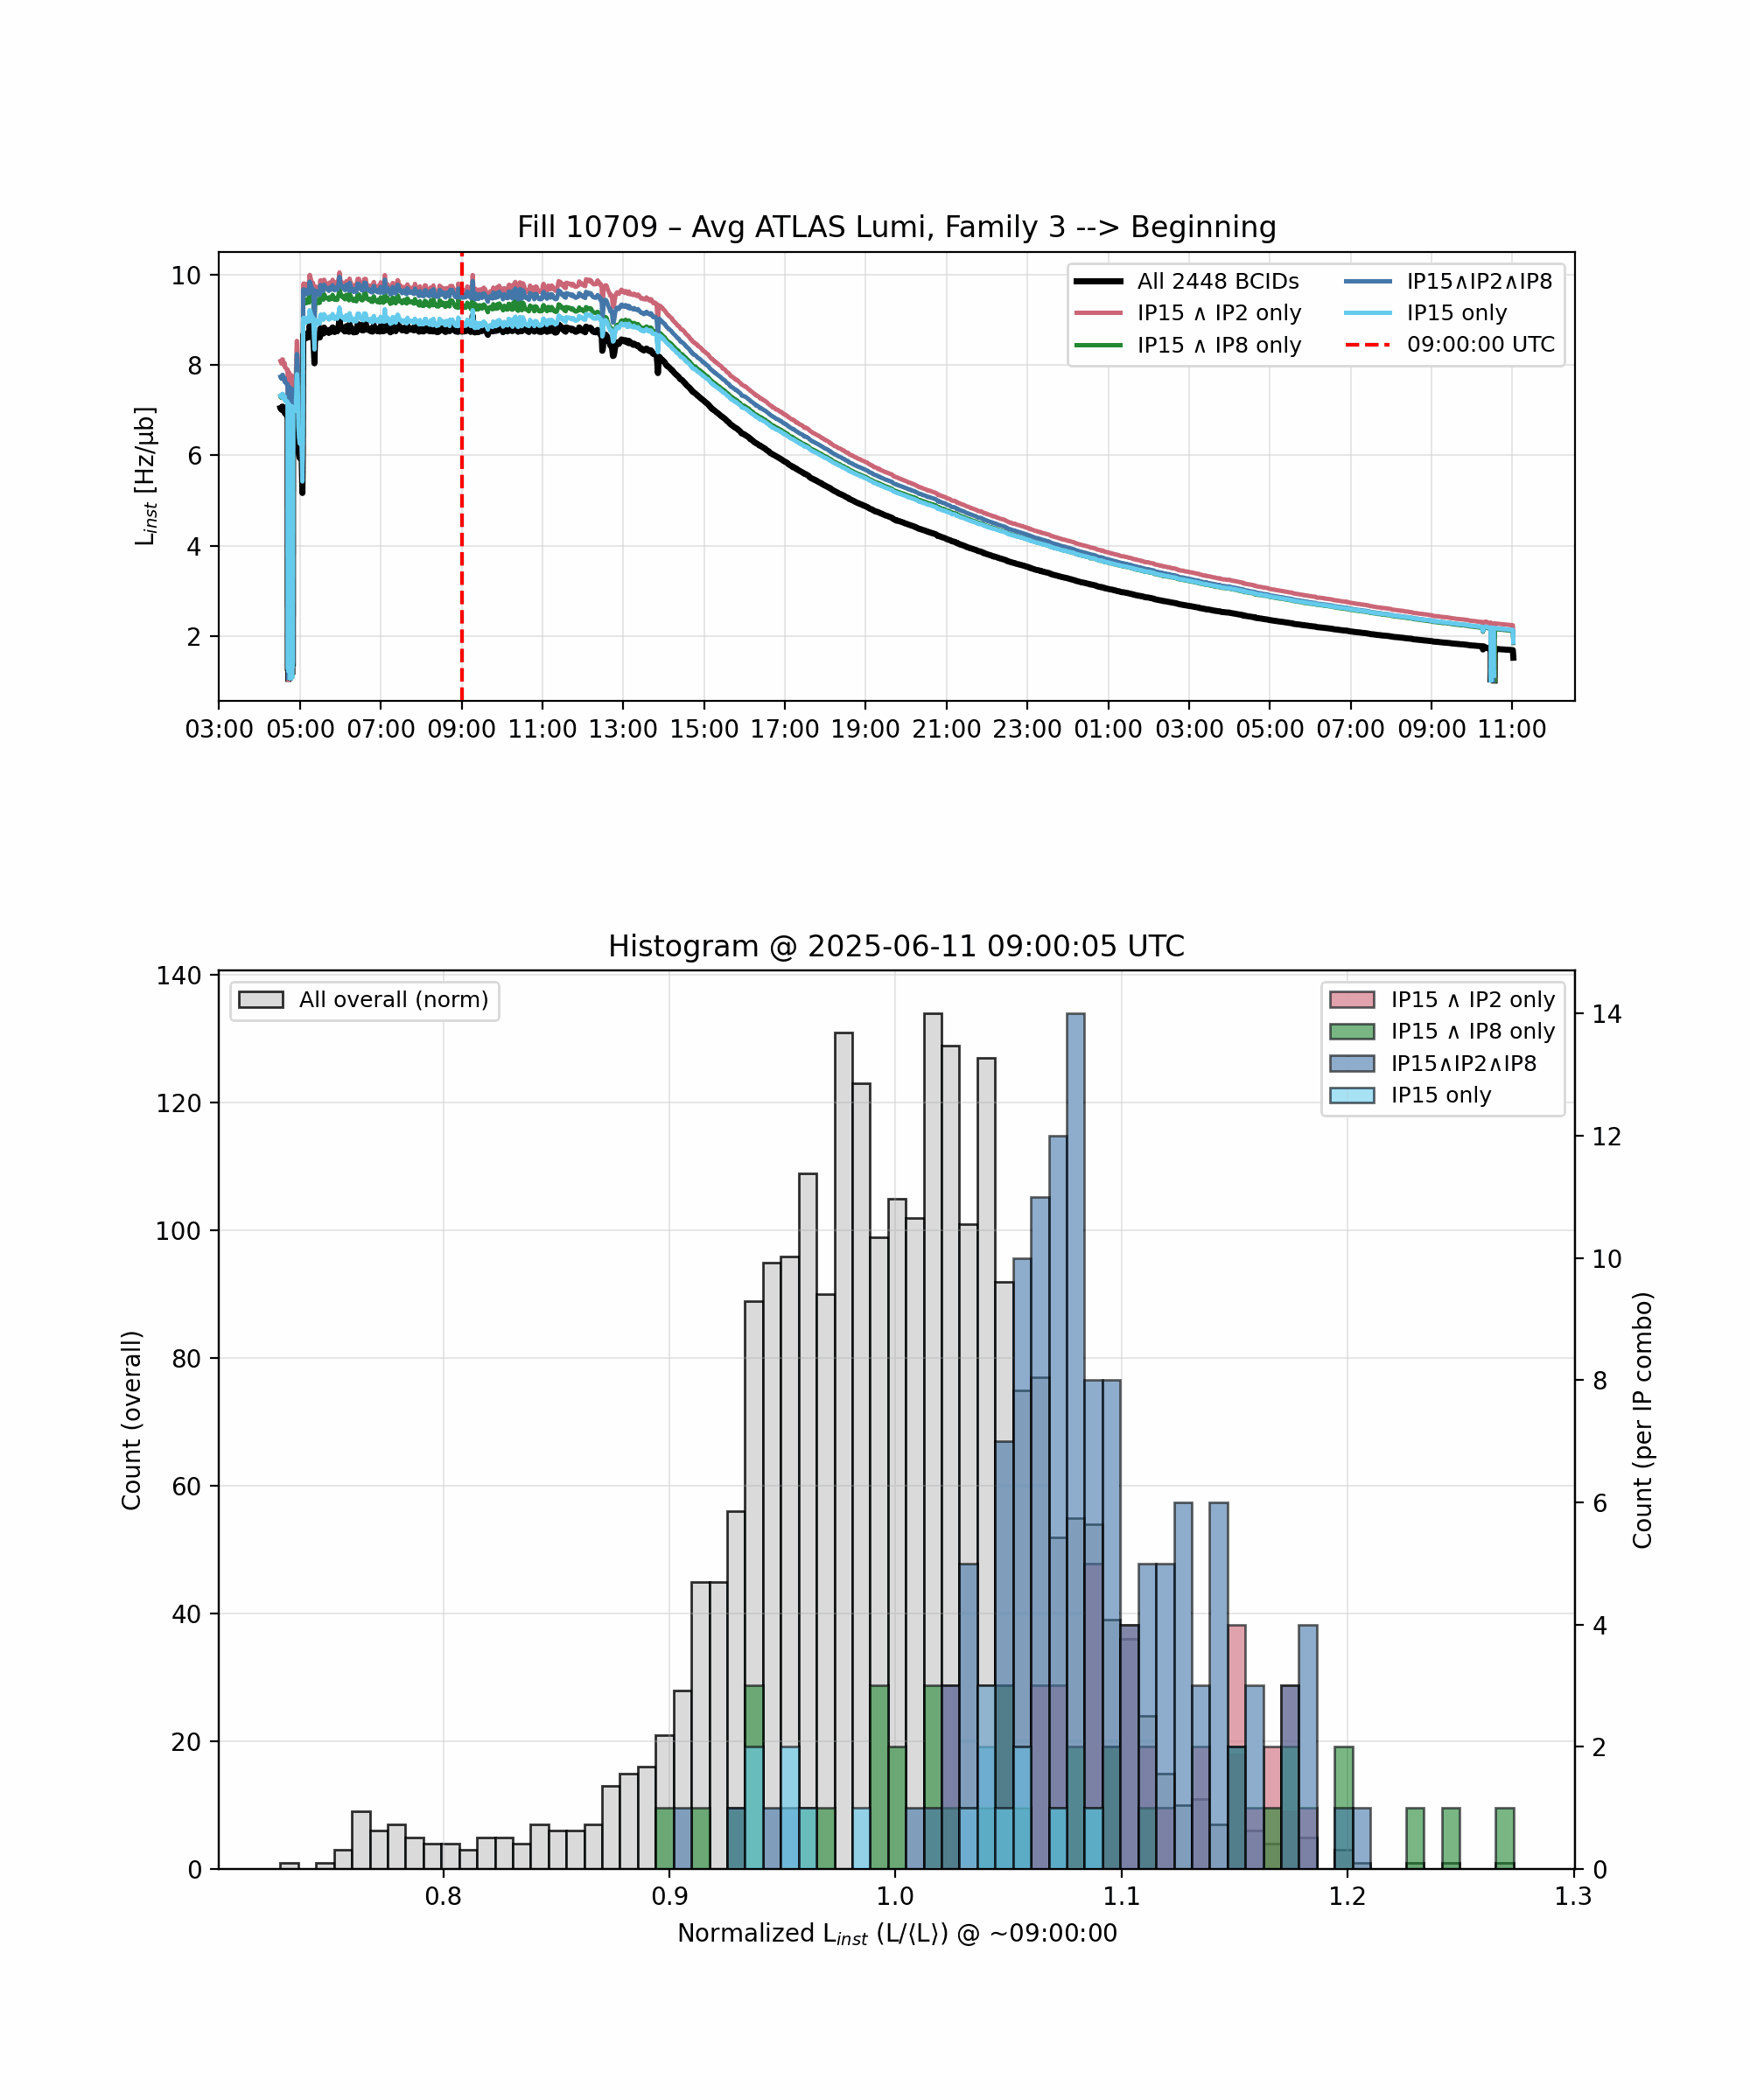 Fill 10709 – Avg ATLAS Lumi, Family 3 --> Beginning
10
8
6
4
2
L_inst [Hz/μb]
All 2448 BCIDs
IP15 ∧ IP2 only
IP15 ∧ IP8 only
IP15∧IP2∧IP8
IP15 only
09:00:00 UTC
03:00 05:00 07:00 09:00 11:00 13:00 15:00 17:00 19:00 21:00 23:00 01:00 03:00 05:00 07:00 09:00 11:00
Histogram @ 2025-06-11 09:00:05 UTC
140
120
100
80
60
40
20
0
Count (overall)
All overall (norm)
IP15 ∧ IP2 only
IP15 ∧ IP8 only
IP15∧IP2∧IP8
IP15 only
14
12
10
8
6
4
2
0
Count (per IP combo)
0.8 0.9 1.0 1.1 1.2 1.3
Normalized L_inst (L/⟨L⟩) @ ~09:00:00